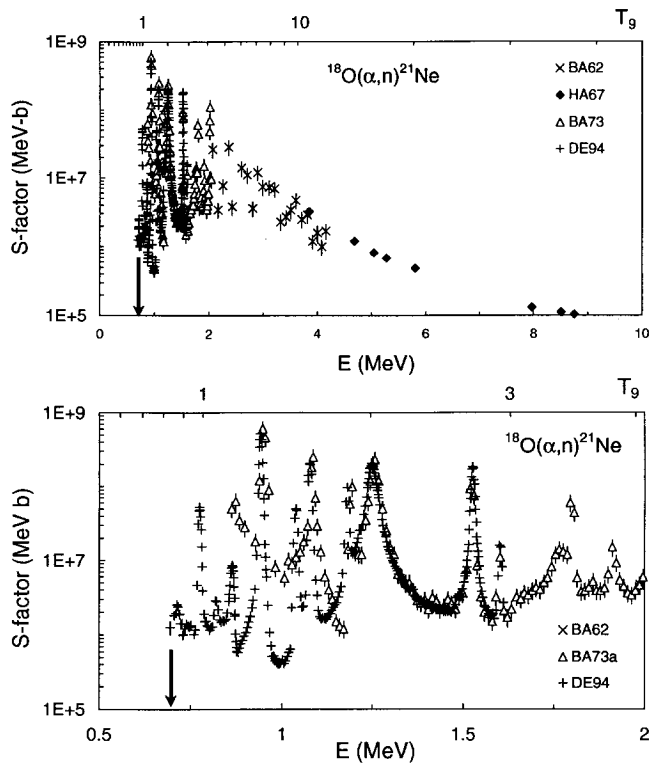 1 10 T₉
1E+9
¹⁸O(α,n)²¹Ne
× BA62
◆ HA67
△ BA73
+ DE94
S-factor (MeV-b)
1E+7
1E+5
0 2 4 6 8 10
E (MeV)
1 3 T₉
1E+9
¹⁸O(α,n)²¹Ne
S-factor (MeV b)
1E+7
× BA62
△ BA73a
+ DE94
1E+5
0.5 1 1.5 2
E (MeV)